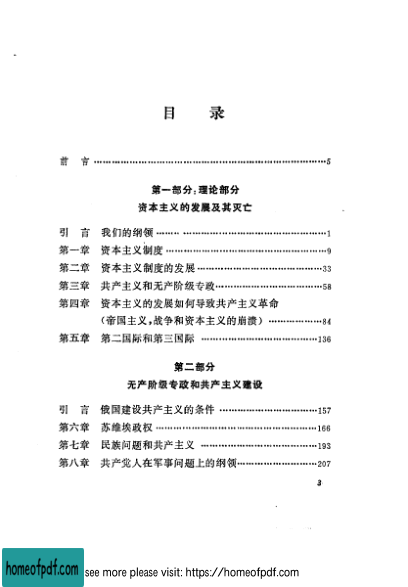 目 录
前 言……………………………………5
第一部分：理论部分
资本主义的发展及其灭亡
引 言 我们的纲领……………………………1
第一章 资本主义制度……………………………9
第二章 资本主义制度的发展……………………………33
第三章 共产主义和无产阶级专政……………………………58
第四章 资本主义的发展如何导致共产主义革命
（帝国主义，战争和资本主义的崩溃）………………84
第五章 第二国际和第三国际……………………………136
第二部分
无产阶级专政和共产主义建设
引 言 俄国建设共产主义的条件……………………………157
第六章 苏维埃政权……………………………166
第七章 民族问题和共产主义……………………………193
第八章 共产党人在军事问题上的纲领……………………………207
3
homeofpdf.com
see more please visit: https://homeofpdf.com